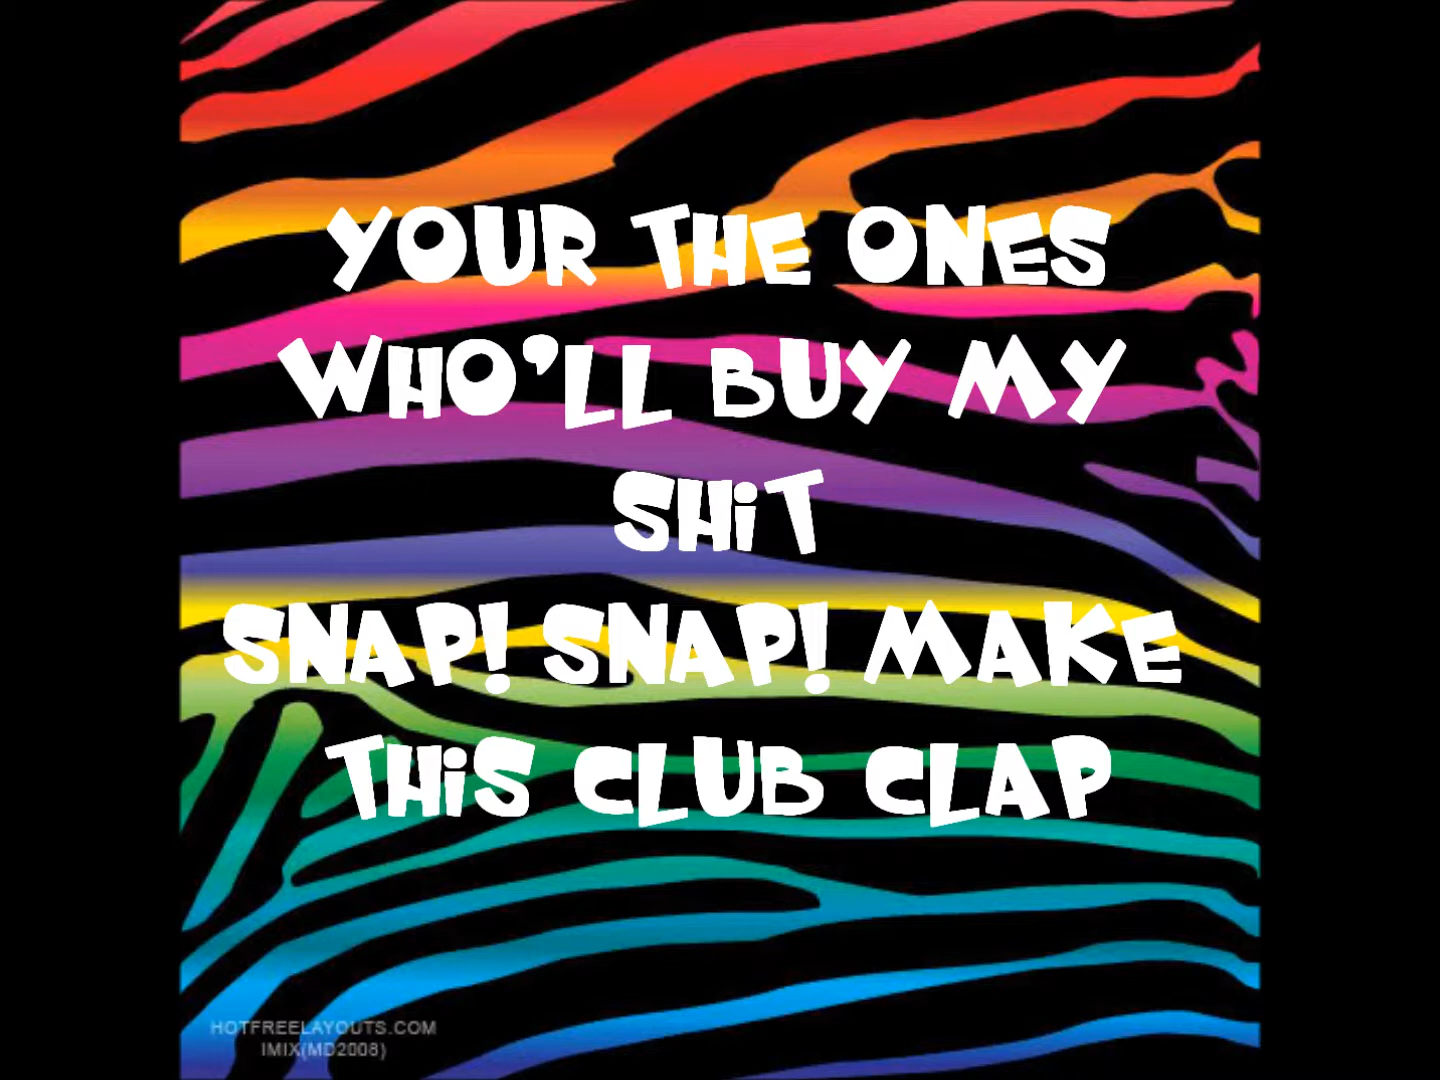 YOUR THE ONES
WHO'LL BUY MY
SHiT
SNAP! SNAP! MAKE
THiS CLUB CLAP
HOTFREELAYOUTS.COM
IMIX(MD2008)